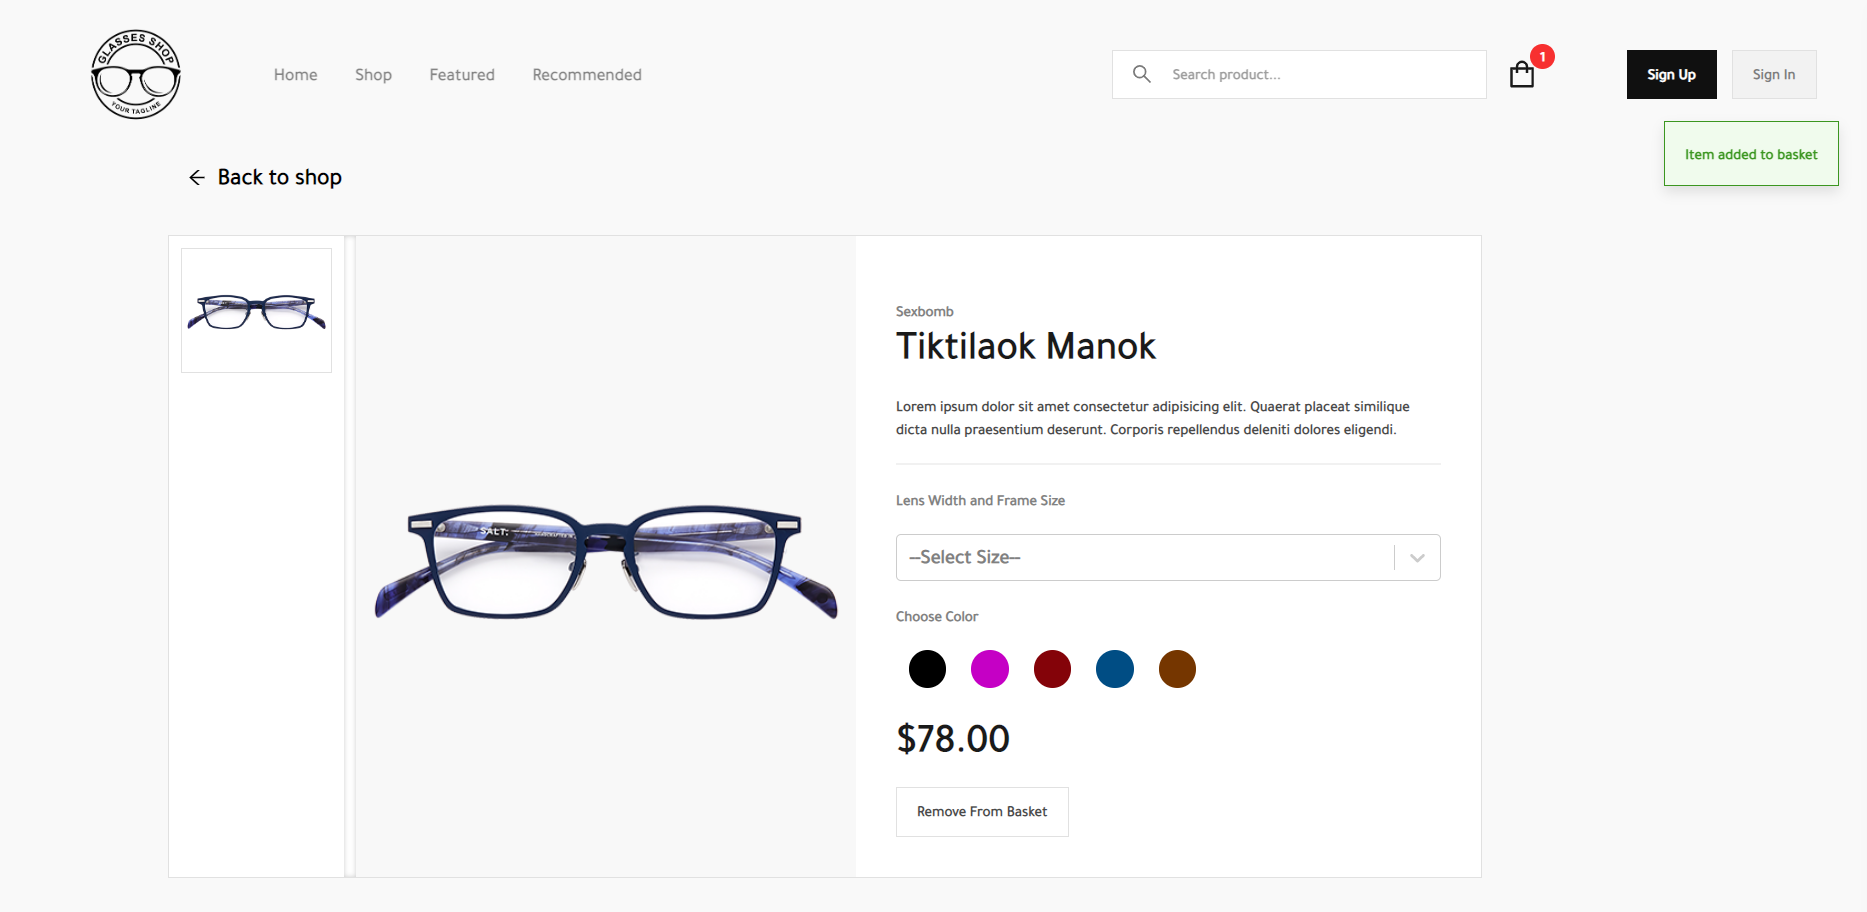 GLASSES SHOP
YOUR TAGLINE
Home
Shop
Featured
Recommended
Search product...
1
Sign Up
Sign In
Item added to basket
Back to shop
Sexbomb
Tiktilaok Manok
Lorem ipsum dolor sit amet consectetur adipisicing elit. Quaerat placeat similique
dicta nulla praesentium deserunt. Corporis repellendus deleniti dolores eligendi.
SALT.
Lens Width and Frame Size
--Select Size--
Choose Color
$78.00
Remove From Basket